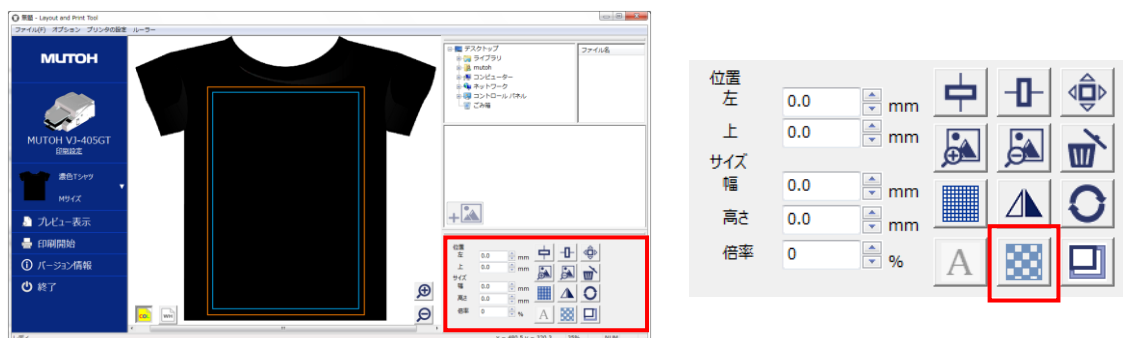 無題 - Layout and Print Tool
ファイル(F) オプション プリンタの設定 ルーラー
MUTOH
MUTOH VJ-405GT
印刷設定
濃色Tシャツ
Mサイズ
プレビュー表示
印刷開始
バージョン情報
終了
デスクトップ
ライブラリ
mutoh
コンピューター
ネットワーク
コントロール パネル
ごみ箱
ファイル名
位置
左 0.0 mm
上 0.0 mm
サイズ
幅 0.0 mm
高さ 0.0 mm
倍率 0 %
A
位置
左 0.0 mm
上 0.0 mm
サイズ
幅 0.0 mm
高さ 0.0 mm
倍率 0 %
A